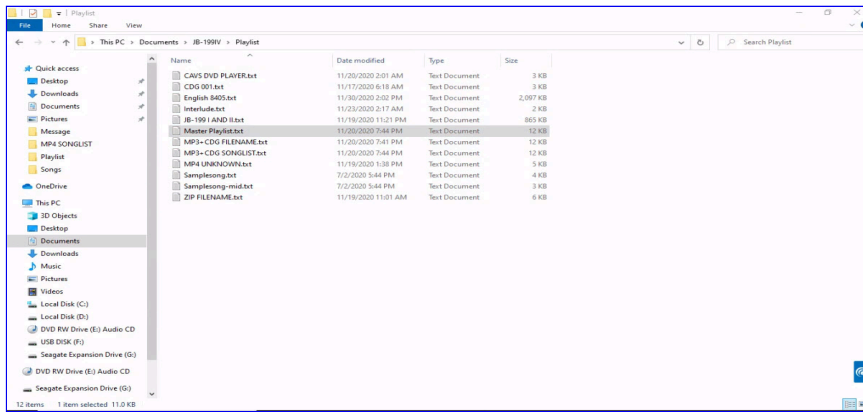 Playlist
File Home Share View
This PC > Documents > JB-199IV > Playlist
Search Playlist
Name Date modified Type Size
Quick access
Desktop
Downloads
Documents
Pictures
Message
MP4 SONGLIST
Playlist
Songs
OneDrive
This PC
3D Objects
Desktop
Documents
Downloads
Music
Pictures
Videos
Local Disk (C:)
Local Disk (D:)
DVD RW Drive (E:) Audio CD
USB DISK (F:)
Seagate Expansion Drive (G:)
DVD RW Drive (E:) Audio CD
Seagate Expansion Drive (G:)
CAVS DVD PLAYER.txt 11/20/2020 2:01 AM Text Document 3 KB
CDG 001.txt 11/17/2020 6:18 AM Text Document 3 KB
English 8405.txt 11/30/2020 2:02 PM Text Document 2,097 KB
Interlude.txt 11/23/2020 2:17 AM Text Document 2 KB
JB-199 I AND II.txt 11/19/2020 11:21 PM Text Document 865 KB
Master Playlist.txt 11/20/2020 7:44 PM Text Document 12 KB
MP3+CDG FILENAME.txt 11/20/2020 7:41 PM Text Document 12 KB
MP3+CDG SONGLIST.txt 11/20/2020 7:44 PM Text Document 12 KB
MP4 UNKNOWN.txt 11/19/2020 1:38 PM Text Document 5 KB
Samplesong.txt 7/2/2020 5:44 PM Text Document 4 KB
Samplesong-mid.txt 7/2/2020 5:44 PM Text Document 3 KB
ZIP FILENAME.txt 11/19/2020 11:01 AM Text Document 6 KB
12 items 1 item selected 11.0 KB